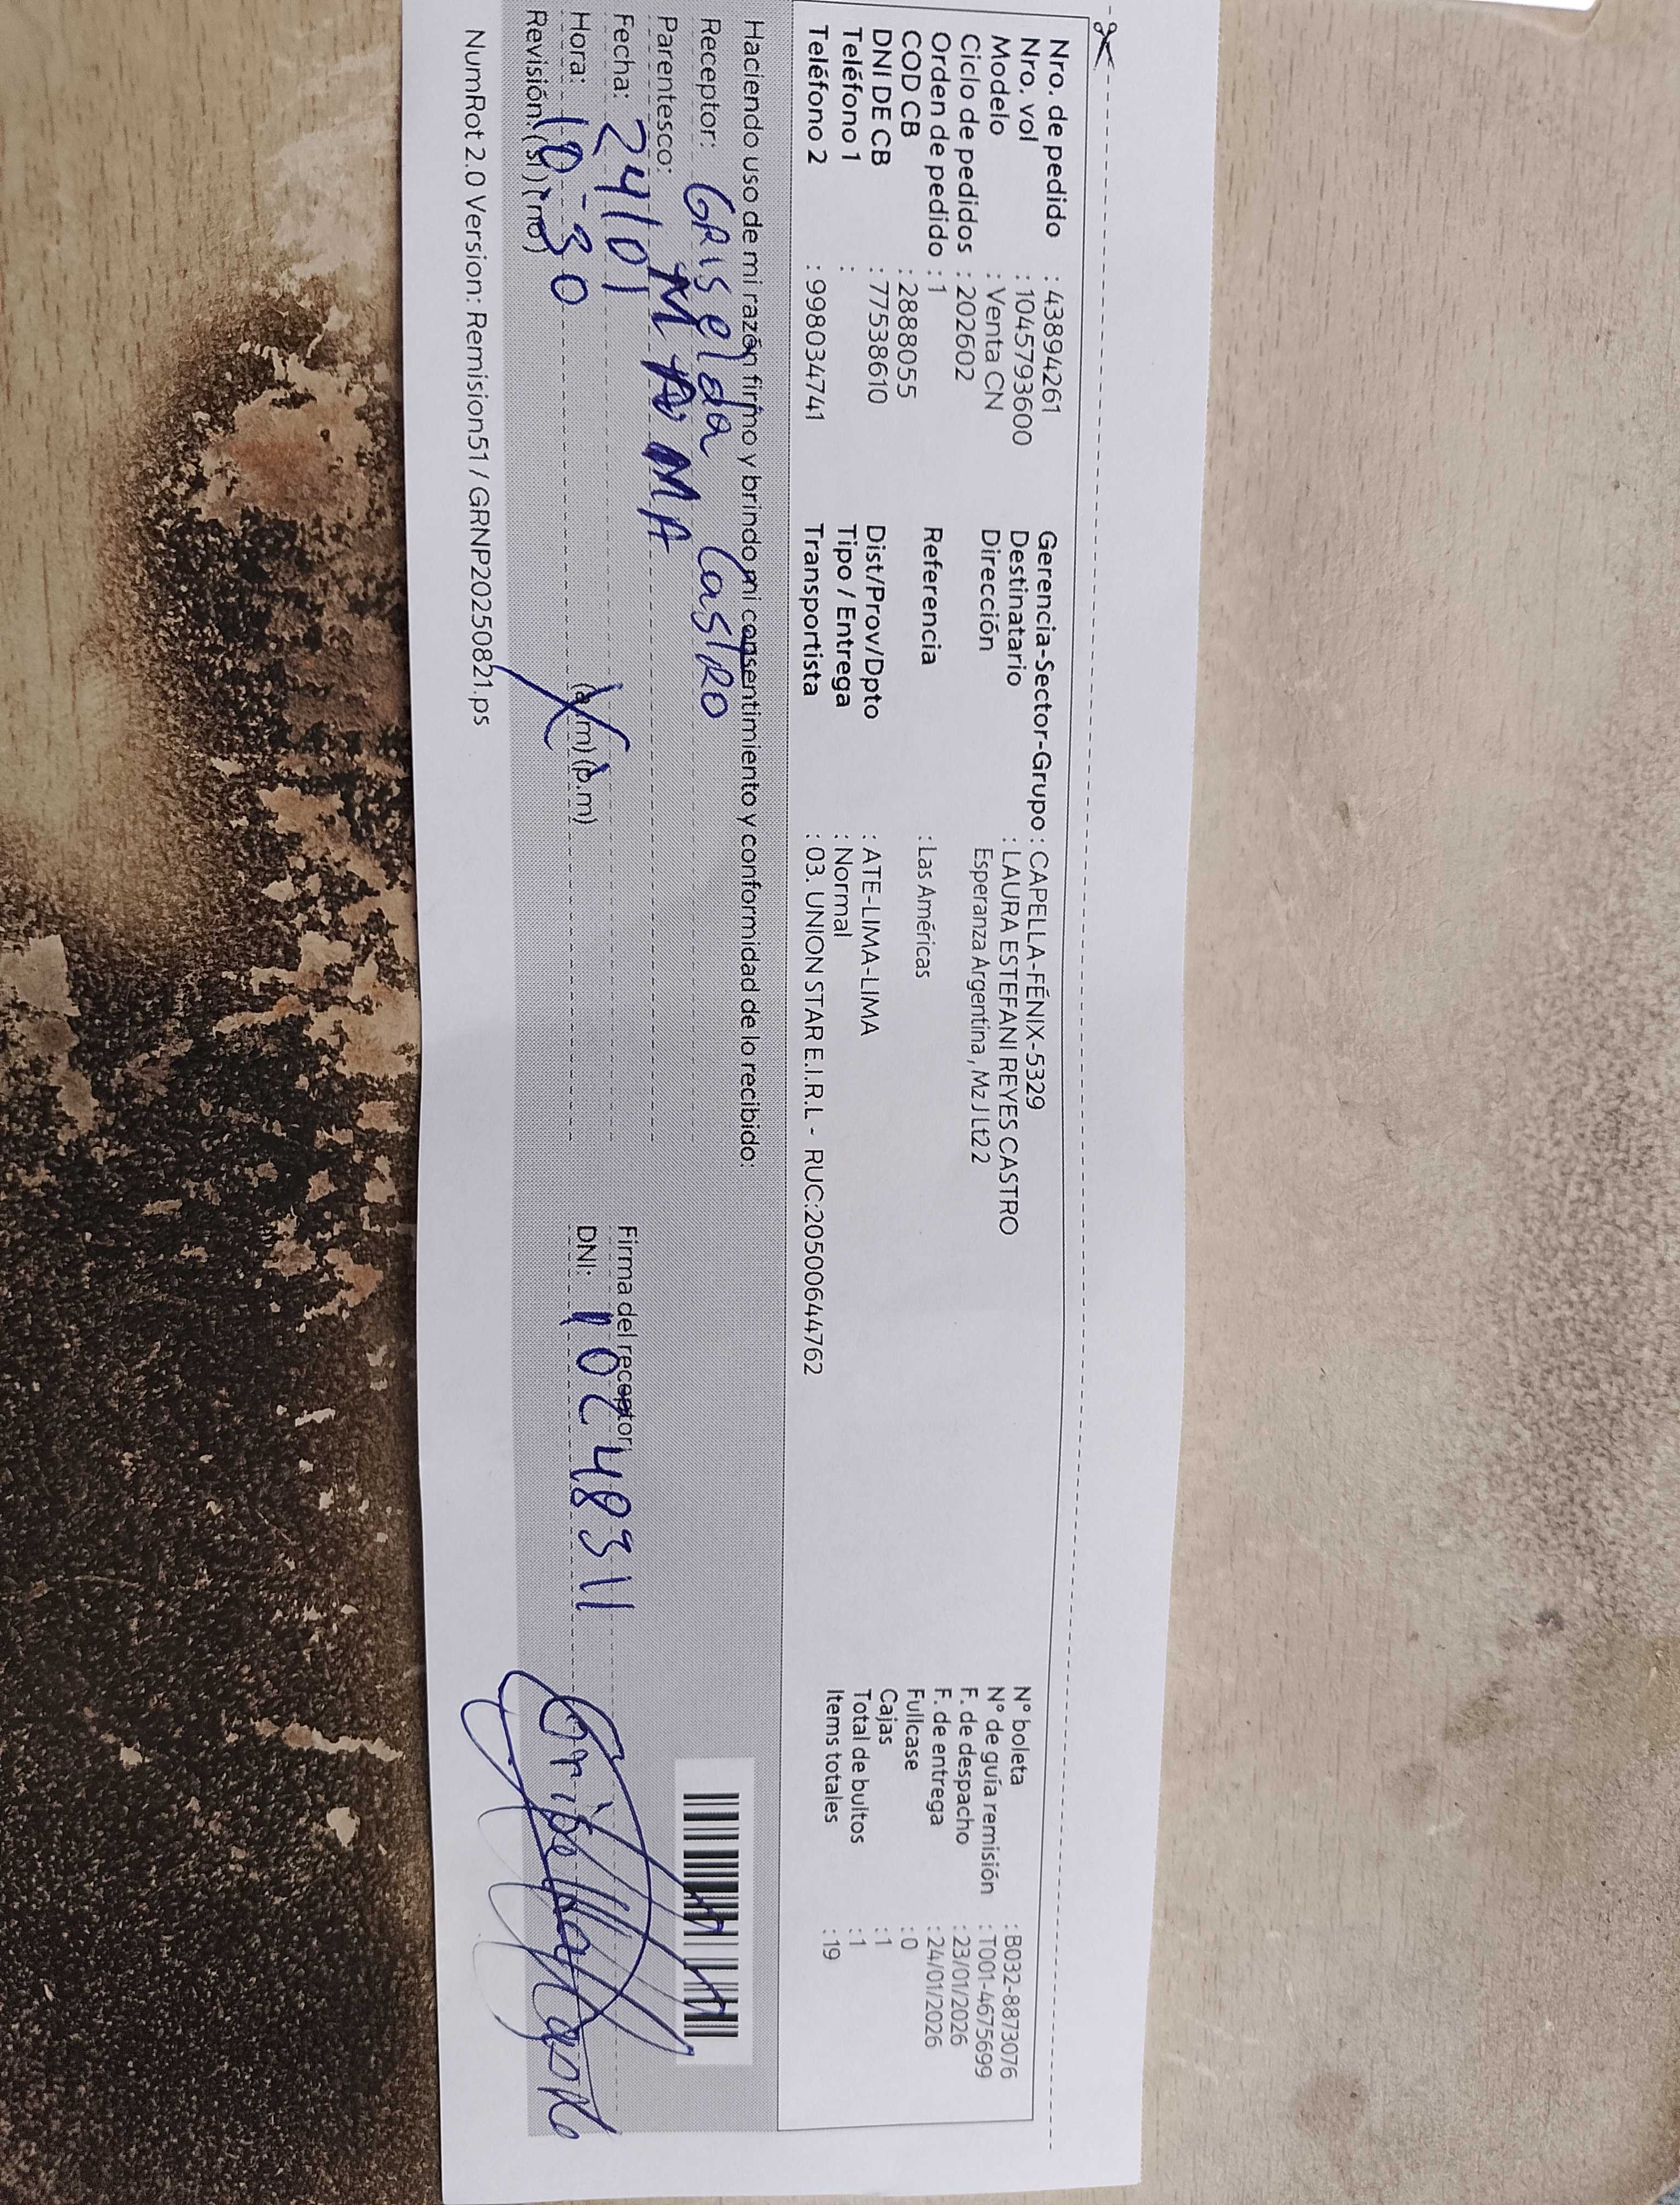 Nro. de pedido : 43894261
Nro. vol : 104579360​0
Modelo : Venta CN
Ciclo de pedidos : 202602
Orden de pedido : 1
COD CB : 2888055
DNI DE CB : 77538610
Teléfono 1 :
Teléfono 2 : 998034741
Gerencia-Sector-Grupo : CAPELLA-FÉNIX-5329
Destinatario : LAURA ESTEFANI REYES CASTRO
Dirección Esperanza Argentina , Mz J Lt2 2
Referencia : Las Américas
Dist/Prov/Dpto : ATE-LIMA-LIMA
Tipo / Entrega : Normal
Transportista : 03. UNION STAR E.I.R.L - RUC:20500644762
N° boleta : B032-8873076
N° de guía remisión : T001-4675699
F. de despacho : 23/01/2026
F. de entrega : 24/01/2026
Fullcase : 0
Cajas : 1
Total de bultos : 1
Items totales : 19
Haciendo uso de mi razón firmo y brindo mi consentimiento y conformidad de lo recibido:
Receptor: GRISelda CastRO
Parentesco: MAMA
Fecha: 24/01
Hora: 10:30 (a.m) (p.m)
Revisión: (si) (no)
Firma del receptor
DNI: 10248311
Griselda Castro
NumRot 2.0 Version: Remision51 / GRNP20250821.ps